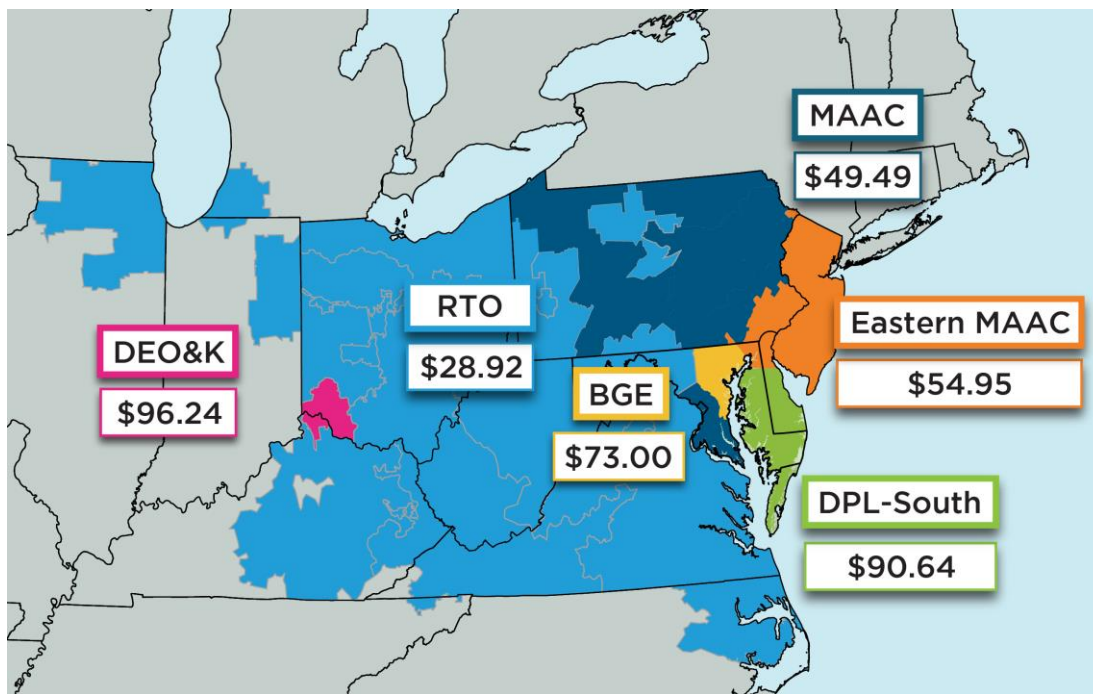 MAAC
$49.49
RTO
$28.92
Eastern MAAC
$54.95
DEO&K
$96.24
BGE
$73.00
DPL-South
$90.64